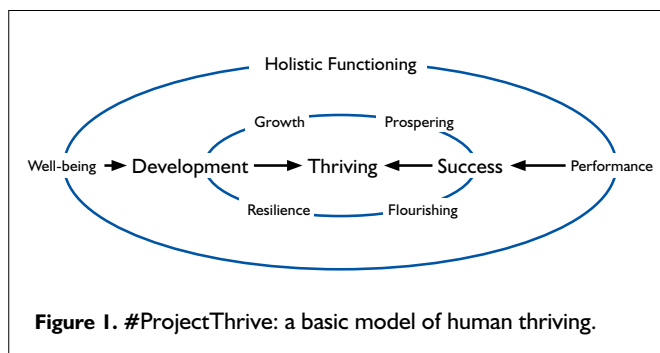 Holistic Functioning
Growth Prospering
Well-being Development Thriving Success Performance
Resilience Flourishing
Figure 1. #ProjectThrive: a basic model of human thriving.